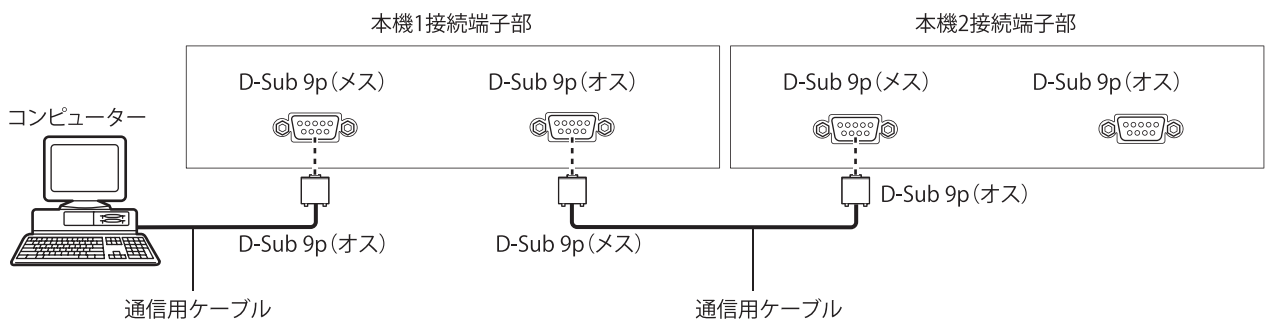 本機1接続端子部
本機2接続端子部
D-Sub 9p（メス）
D-Sub 9p（オス）
D-Sub 9p（メス）
D-Sub 9p（オス）
コンピューター
D-Sub 9p（オス）
D-Sub 9p（オス）
D-Sub 9p（メス）
通信用ケーブル
通信用ケーブル